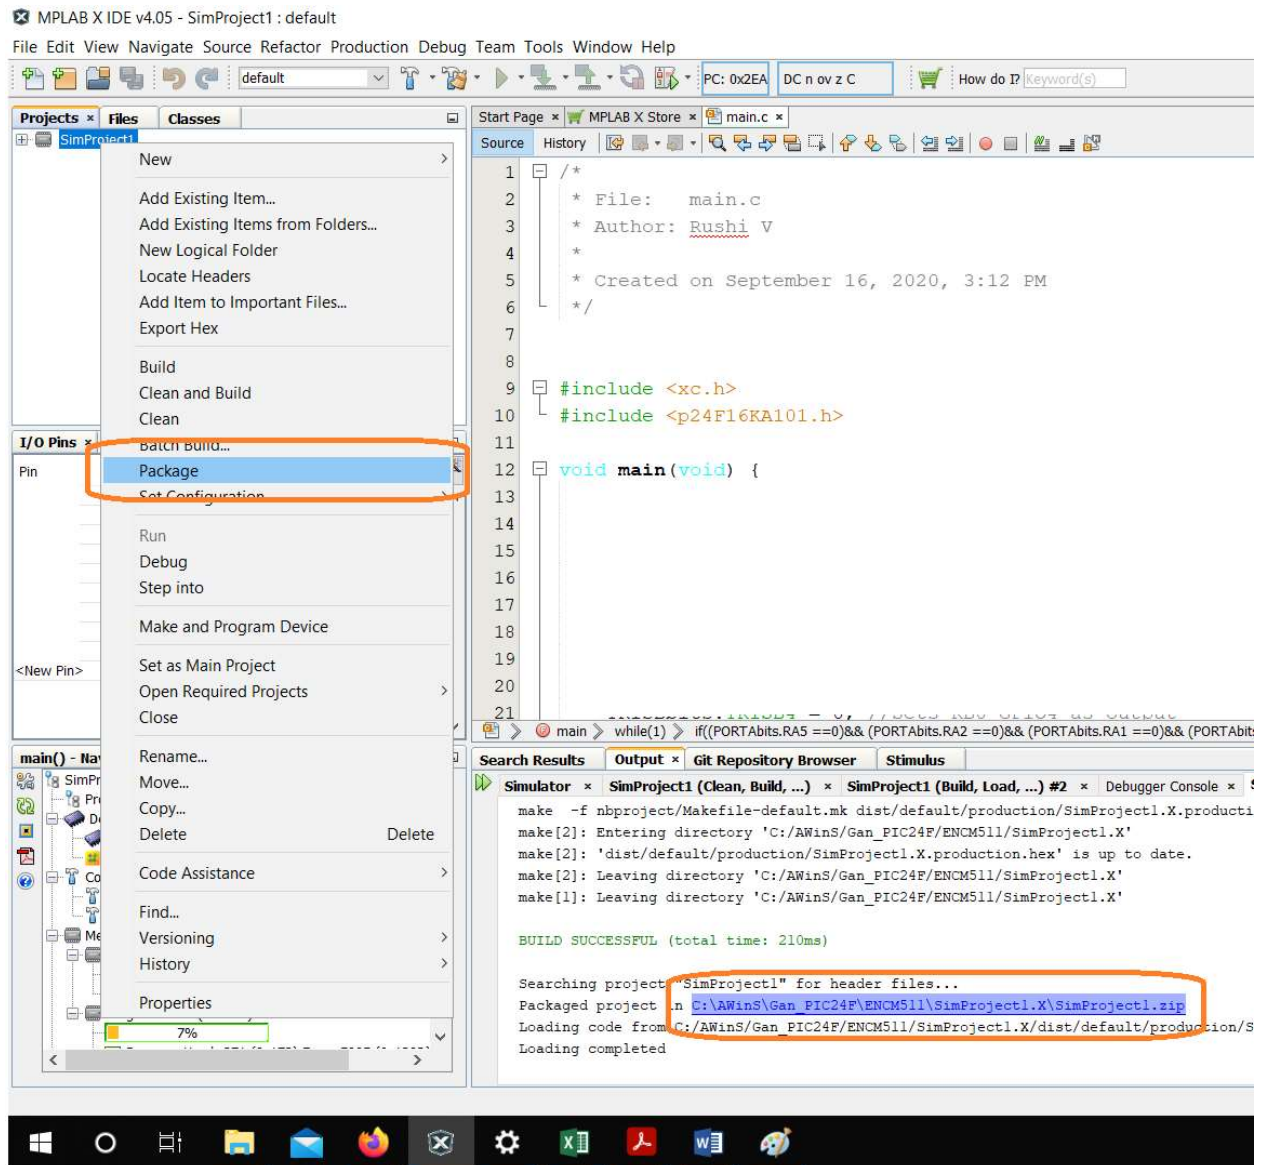 MPLAB X IDE v4.05 - SimProject1 : default
File Edit View Navigate Source Refactor Production Debug Team Tools Window Help
default
PC: 0x2EA
DC n ov z C
How do I?
Keyword(s)
Projects × Files Classes
SimProject1
New
Add Existing Item...
Add Existing Items from Folders...
New Logical Folder
Locate Headers
Add Item to Important Files...
Export Hex
Build
Clean and Build
Clean
Batch Build...
Package
Set Configuration
Run
Debug
Step into
Make and Program Device
Set as Main Project
Open Required Projects
Close
Rename...
Move...
Copy...
Delete Delete
Code Assistance
Find...
Versioning
History
Properties
I/O Pins ×
Pin
<New Pin>
main() - Na
SimPr
Pr
D
Co
Me
7%
Start Page × MPLAB X Store × main.c ×
Source History
1 /*
2 * File: main.c
3 * Author: Rushi V
4 *
5 * Created on September 16, 2020, 3:12 PM
6 */
7
8
9 #include <xc.h>
10 #include <p24F16KA101.h>
11
12 void main(void) {
13
14
15
16
17
18
19
20
21
main while(1) if((PORTAbits.RA5 ==0)&& (PORTAbits.RA2 ==0)&& (PORTAbits.RA1 ==0)&& (PORTAbits
Search Results Output × Git Repository Browser Stimulus
Simulator × SimProject1 (Clean, Build, ...) × SimProject1 (Build, Load, ...) #2 × Debugger Console ×
make -f nbproject/Makefile-default.mk dist/default/production/SimProject1.X.producti
make[2]: Entering directory 'C:/AWinS/Gan_PIC24F/ENCM511/SimProject1.X'
make[2]: 'dist/default/production/SimProject1.X.production.hex' is up to date.
make[2]: Leaving directory 'C:/AWinS/Gan_PIC24F/ENCM511/SimProject1.X'
make[1]: Leaving directory 'C:/AWinS/Gan_PIC24F/ENCM511/SimProject1.X'
BUILD SUCCESSFUL (total time: 210ms)
Searching project "SimProject1" for header files...
Packaged project in C:\AWinS\Gan_PIC24F\ENCM511\SimProject1.X\SimProject1.zip
Loading code from C:/AWinS/Gan_PIC24F/ENCM511/SimProject1.X/dist/default/production/S
Loading completed